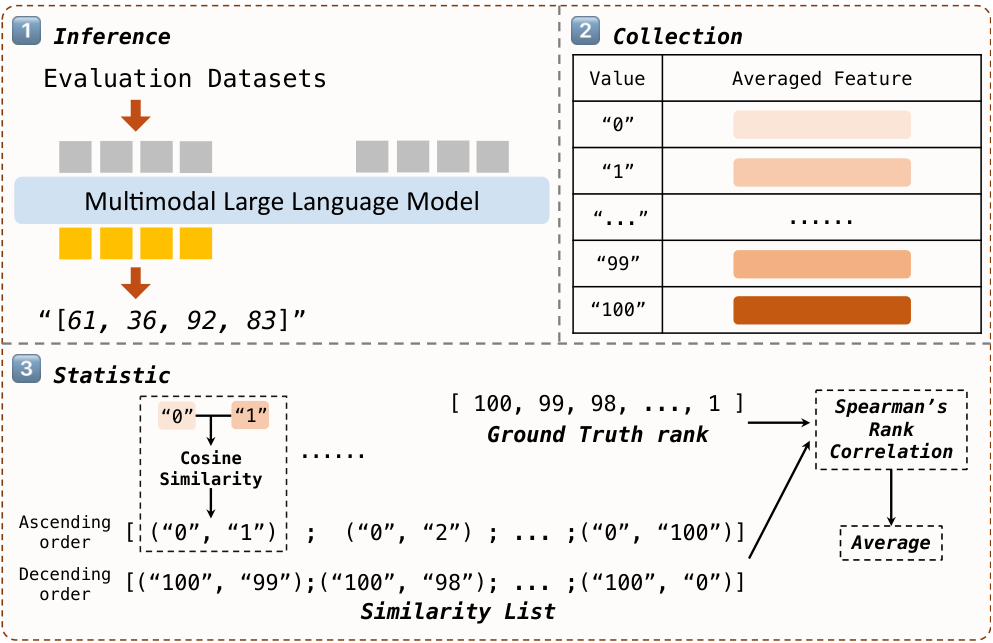 1 Inference
Evaluation Datasets
Multimodal Large Language Model
“[61, 36, 92, 83]”
2 Collection
Value Averaged Feature
“0”
“1”
“...” ......
“99”
“100”
3 Statistic
“0” “1”
Cosine
Similarity
......
[ 100, 99, 98, ..., 1 ]
Ground Truth rank
Spearman’s
Rank
Correlation
Average
Ascending
order
[ (“0”, “1”) ; (“0”, “2”) ; ... ;(“0”, “100”)]
Decending
order
[(“100”, “99”);(“100”, “98”); ... ;(“100”, “0”)]
Similarity List